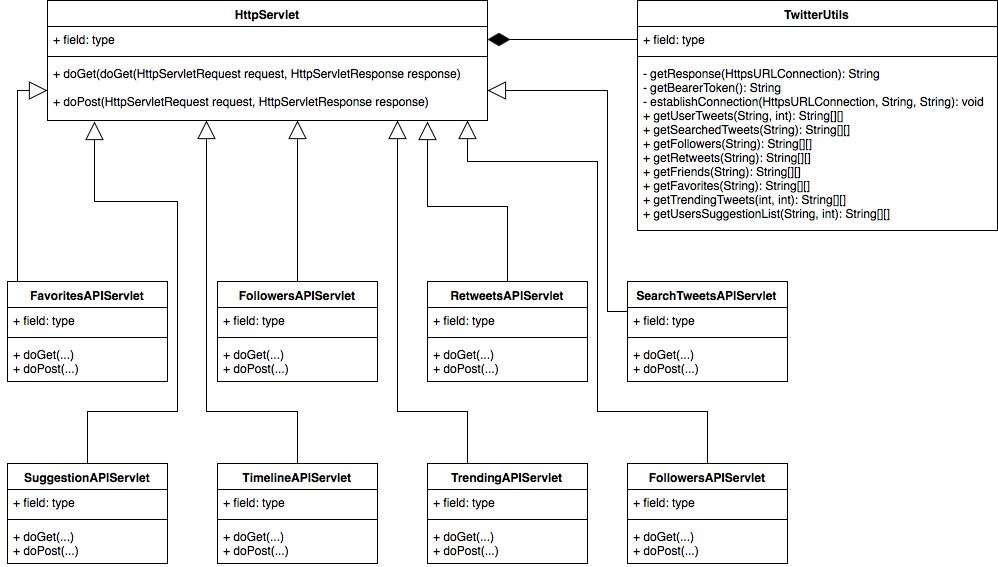 HttpServlet
+ field: type
+ doGet(doGet(HttpServletRequest request, HttpServletResponse response)
+ doPost(HttpServletRequest request, HttpServletResponse response)
TwitterUtils
+ field: type
- getResponse(HttpsURLConnection): String
- getBearerToken(): String
- establishConnection(HttpsURLConnection, String, String): void
+ getUserTweets(String, int): String[][]
+ getSearchedTweets(String): String[][]
+ getFollowers(String): String[][]
+ getRetweets(String): String[][]
+ getFriends(String): String[][]
+ getFavorites(String): String[][]
+ getTrendingTweets(int, int): String[][]
+ getUsersSuggestionList(String, int): String[][]
FavoritesAPIServlet
+ field: type
+ doGet(...)
+ doPost(...)
FollowersAPIServlet
+ field: type
+ doGet(...)
+ doPost(...)
RetweetsAPIServlet
+ field: type
+ doGet(...)
+ doPost(...)
SearchTweetsAPIServlet
+ field: type
+ doGet(...)
+ doPost(...)
SuggestionAPIServlet
+ field: type
+ doGet(...)
+ doPost(...)
TimelineAPIServlet
+ field: type
+ doGet(...)
+ doPost(...)
TrendingAPIServlet
+ field: type
+ doGet(...)
+ doPost(...)
FollowersAPIServlet
+ field: type
+ doGet(...)
+ doPost(...)